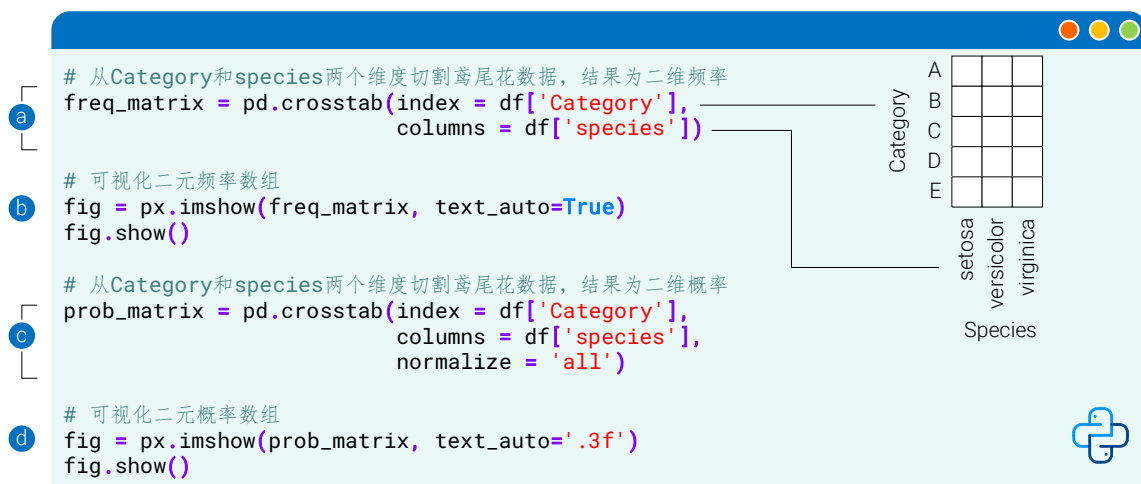 # 从Category和species两个维度切割鸢尾花数据，结果为二维频率
a
freq_matrix = pd.crosstab(index = df['Category'],
columns = df['species'])
# 可视化二元频率数组
b
fig = px.imshow(freq_matrix, text_auto=True)
fig.show()
# 从Category和species两个维度切割鸢尾花数据，结果为二维概率
c
prob_matrix = pd.crosstab(index = df['Category'],
columns = df['species'],
normalize = 'all')
# 可视化二元概率数组
d
fig = px.imshow(prob_matrix, text_auto='.3f')
fig.show()
Category
A
B
C
D
E
setosa
versicolor
virginica
Species